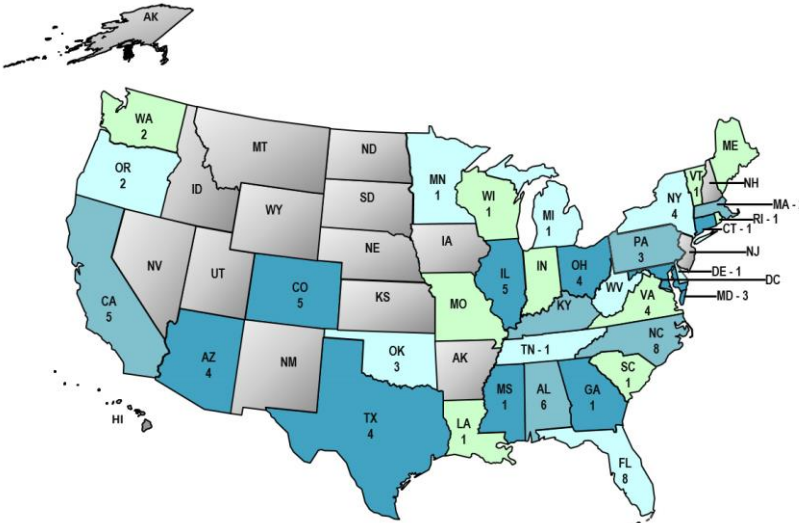 AK
WA
2
OR
2
ID
MT
ND
SD
WY
NE
NV
UT
CA
5
CO
5
KS
AZ
4
NM
OK
3
TX
4
MN
1
WI
1
MI
1
IA
IL
5
IN
OH
4
MO
KY
WV
VA
4
PA
3
NY
4
VT
1
ME
NH
MA -
RI - 1
CT - 1
NJ
DE - 1
DC
MD - 3
NC
8
TN - 1
SC
1
AK
MS
1
AL
6
GA
1
LA
1
FL
8
HI